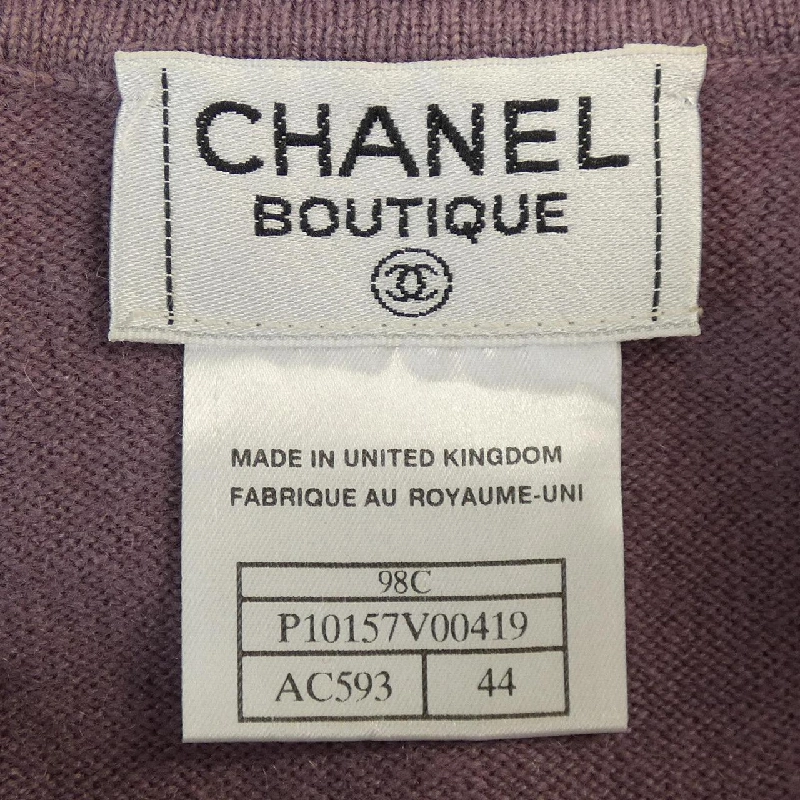 CHANEL
BOUTIQUE
MADE IN UNITED KINGDOM
FABRIQUE AU ROYAUME-UNI
98C
P10157V00419
AC593 44